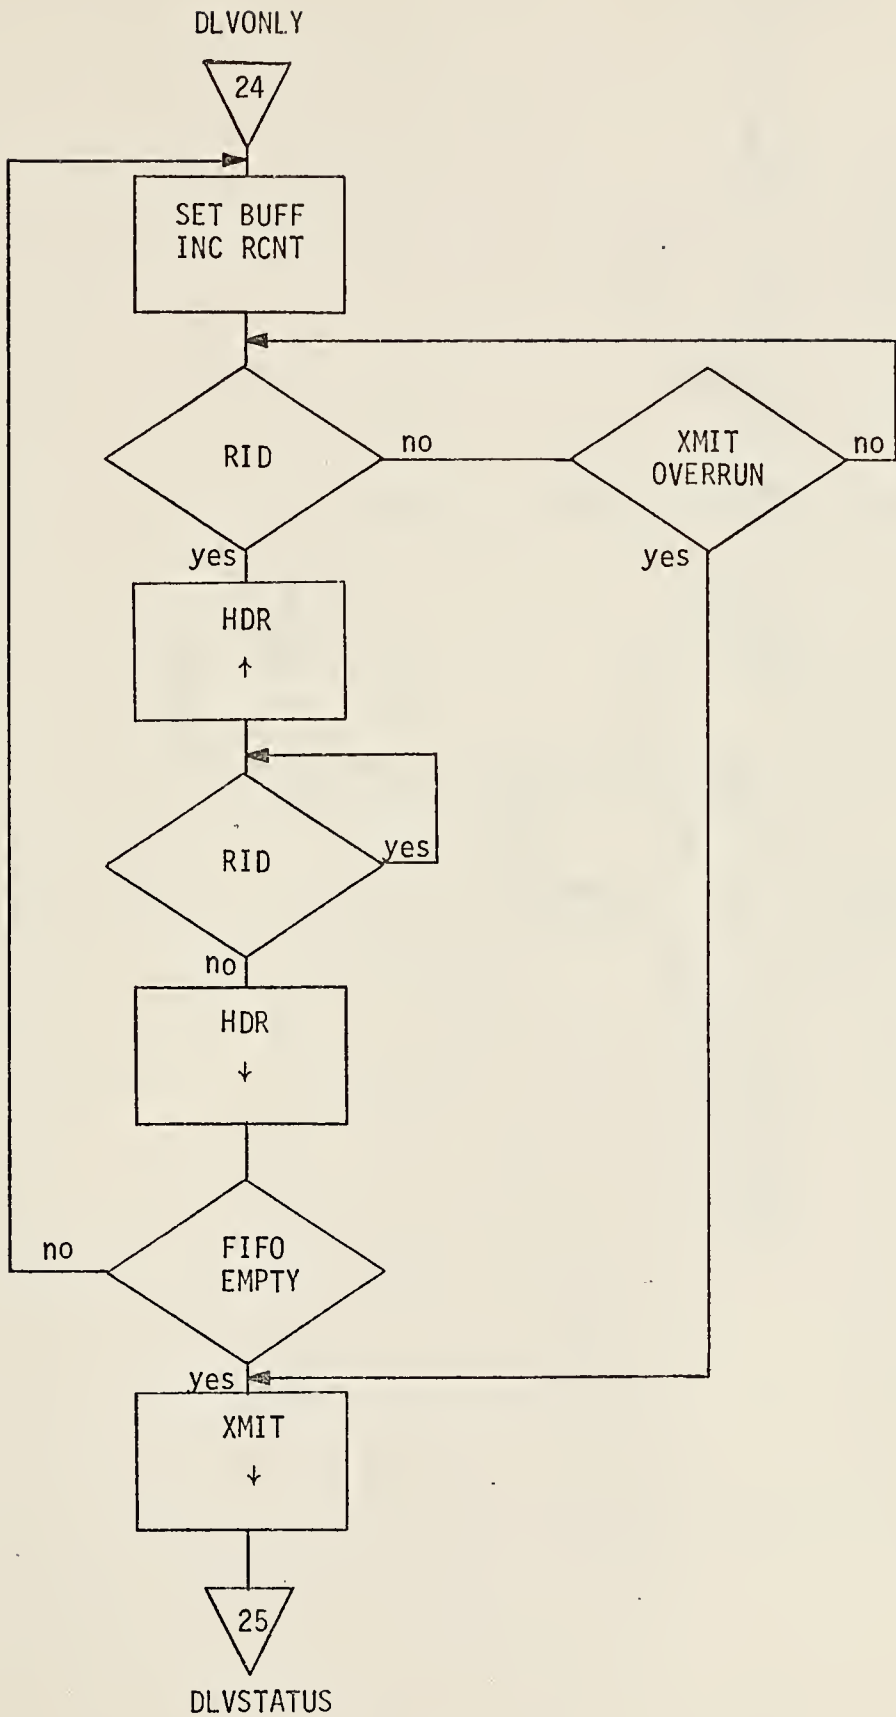 DLVONLY
24
SET BUFF
INC RCNT
RID
no
XMIT
OVERRUN
no
yes
yes
HDR
↑
RID
yes
no
HDR
↓
no
FIFO
EMPTY
yes
XMIT
↓
25
DLVSTATUS